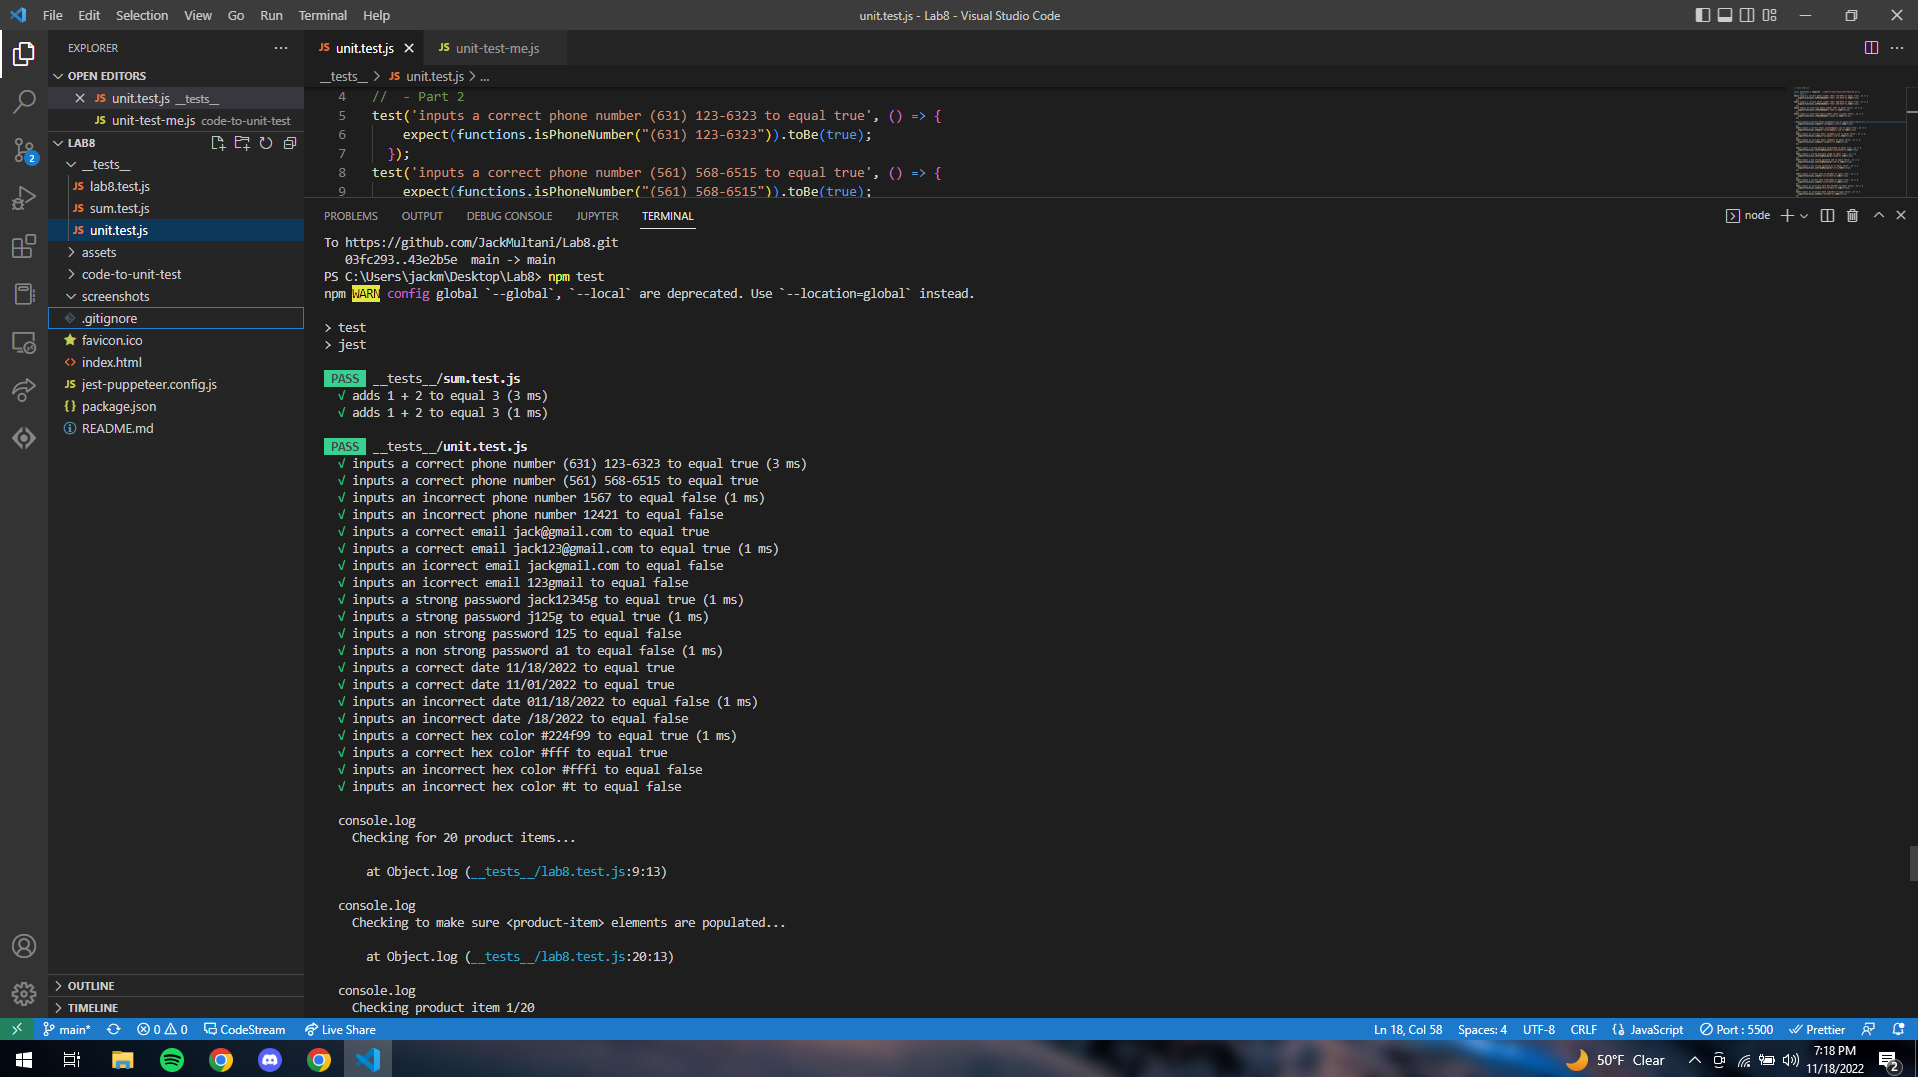 File Edit Selection View Go Run Terminal Help
unit.test.js - Lab8 - Visual Studio Code
EXPLORER
OPEN EDITORS
JS unit.test.js __tests__
JS unit-test-me.js code-to-unit-test
LAB8
__tests__
JS lab8.test.js
JS sum.test.js
JS unit.test.js
assets
code-to-unit-test
screenshots
.gitignore
favicon.ico
<> index.html
JS jest-puppeteer.config.js
{} package.json
README.md
OUTLINE
TIMELINE
2
JS unit.test.js
JS unit-test-me.js
__tests__ > JS unit.test.js > ...
4 // - Part 2
5 test('inputs a correct phone number (631) 123-6323 to equal true', () => {
6 expect(functions.isPhoneNumber("(631) 123-6323")).toBe(true);
7 });
8 test('inputs a correct phone number (561) 568-6515 to equal true', () => {
9 expect(functions.isPhoneNumber("(561) 568-6515")).toBe(true);
PROBLEMS OUTPUT DEBUG CONSOLE JUPYTER TERMINAL
node
To https://github.com/JackMultani/Lab8.git
03fc293..43e2b5e main -> main
PS C:\Users\jackm\Desktop\Lab8> npm test
npm WARN config global `--global`, `--local` are deprecated. Use `--location=global` instead.
> test
> jest
PASS __tests__/sum.test.js
√ adds 1 + 2 to equal 3 (3 ms)
√ adds 1 + 2 to equal 3 (1 ms)
PASS __tests__/unit.test.js
√ inputs a correct phone number (631) 123-6323 to equal true (3 ms)
√ inputs a correct phone number (561) 568-6515 to equal true
√ inputs an incorrect phone number 1567 to equal false (1 ms)
√ inputs an incorrect phone number 12421 to equal false
√ inputs a correct email jack@gmail.com to equal true
√ inputs a correct email jack123@gmail.com to equal true (1 ms)
√ inputs an icorrect email jackgmail.com to equal false
√ inputs an icorrect email 123gmail to equal false
√ inputs a strong password jack12345g to equal true (1 ms)
√ inputs a strong password j125g to equal true (1 ms)
√ inputs a non strong password 125 to equal false
√ inputs a non strong password a1 to equal false (1 ms)
√ inputs a correct date 11/18/2022 to equal true
√ inputs a correct date 11/01/2022 to equal true
√ inputs an incorrect date 011/18/2022 to equal false (1 ms)
√ inputs an incorrect date /18/2022 to equal false
√ inputs a correct hex color #224f99 to equal true (1 ms)
√ inputs a correct hex color #fff to equal true
√ inputs an incorrect hex color #fffi to equal false
√ inputs an incorrect hex color #t to equal false
console.log
Checking for 20 product items...
at Object.log (__tests__/lab8.test.js:9:13)
console.log
Checking to make sure <product-item> elements are populated...
at Object.log (__tests__/lab8.test.js:20:13)
console.log
Checking product item 1/20
main* 0 0 CodeStream Live Share
Ln 18, Col 58 Spaces: 4 UTF-8 CRLF {} JavaScript Port : 5500 Prettier
50°F Clear
7:18 PM
11/18/2022
2